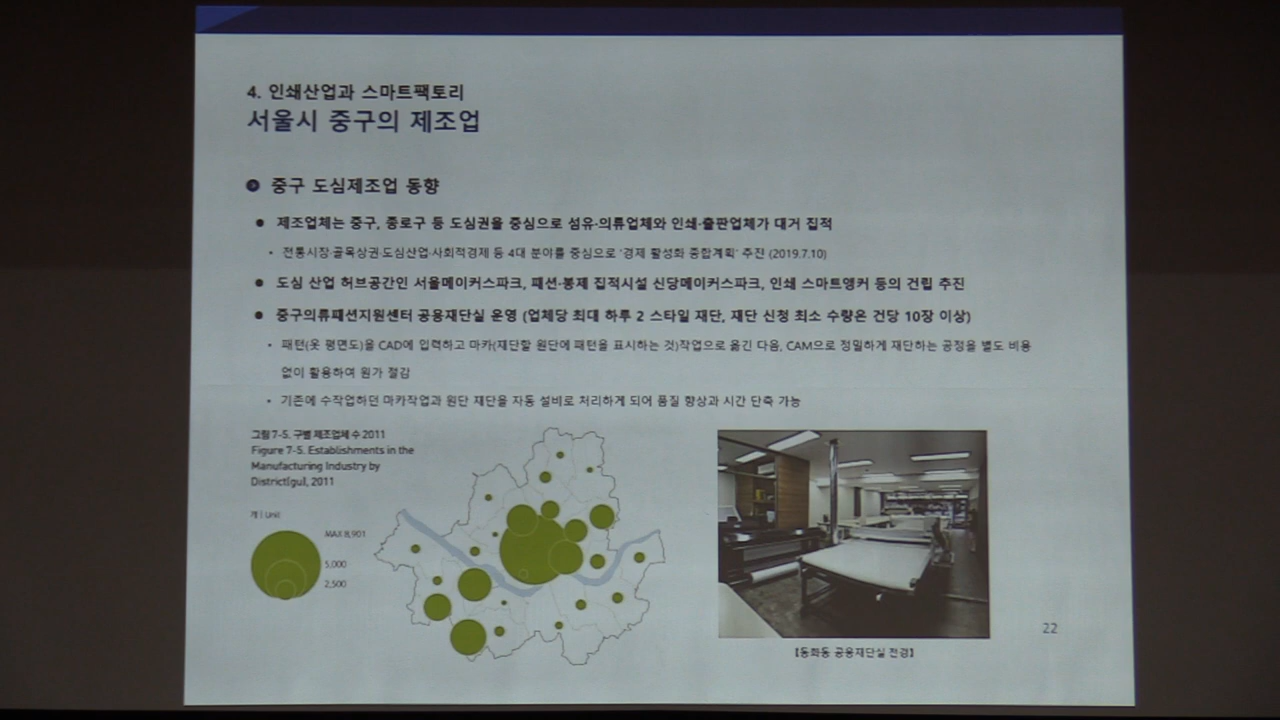 4. 인쇄산업과 스마트팩토리
서울시 중구의 제조업
중구 도심제조업 동향
• 제조업체는 중구, 종로구 등 도심권을 중심으로 섬유·의류업체와 인쇄·출판업체가 대거 집적
• 전통시장·골목상권·도심산업·사회적경제 등 4대 분야를 중심으로 '경제 활성화 종합계획' 추진 (2019.7.10)
• 도심 산업 허브공간인 서울메이커스파크, 패션·봉제 집적시설 신당메이커스파크, 인쇄 스마트앵커 등의 건립 추진
• 중구의류패션지원센터 공용재단실 운영 (업체당 최대 하루 2 스타일 재단, 재단 신청 최소 수량은 건당 10장 이상)
• 패턴(옷 평면도)을 CAD에 입력하고 마카(재단할 원단에 패턴을 표시하는 것)작업으로 옮긴 다음, CAM으로 정밀하게 재단하는 공정을 별도 비용
없이 활용하여 원가 절감
• 기존에 수작업하던 마카작업과 원단 재단을 자동 설비로 처리하게 되어 품질 향상과 시간 단축 가능
그림 7-5. 구별 제조업체 수 2011
Figure 7-5. Establishments in the
Manufacturing Industry by
District(gu), 2011
개 | Unit
MAX 8,901
5,000
2,500
【동화동 공용재단실 전경】
22